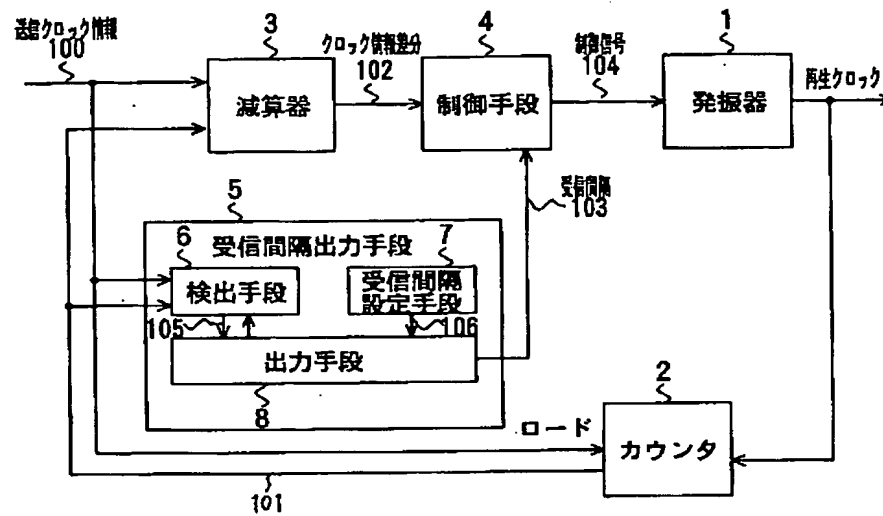 送信クロック情報
100
3
減算器
クロック情報差分
102
4
制御手段
制御信号
104
1
発振器
再生クロック
受信間隔
103
5
受信間隔出力手段
6
検出手段
7
受信間隔
設定手段
105
106
出力手段
8
ロード
2
カウンタ
101